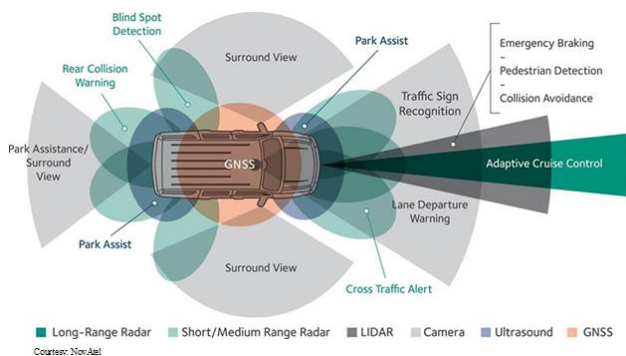 Blind Spot
Detection
Surround View
Park Assist
Emergency Braking
-
Pedestrian Detection
-
Collision Avoidance
Rear Collision
Warning
Traffic Sign
Recognition
Park Assistance/
Surround
View
GNSS
Adaptive Cruise Control
Lane Departure
Warning
Park Assist
Surround View
Cross Traffic Alert
Long-Range Radar
Short/Medium Range Radar
LIDAR
Camera
Ultrasound
GNSS
Courtesy: NovAtel